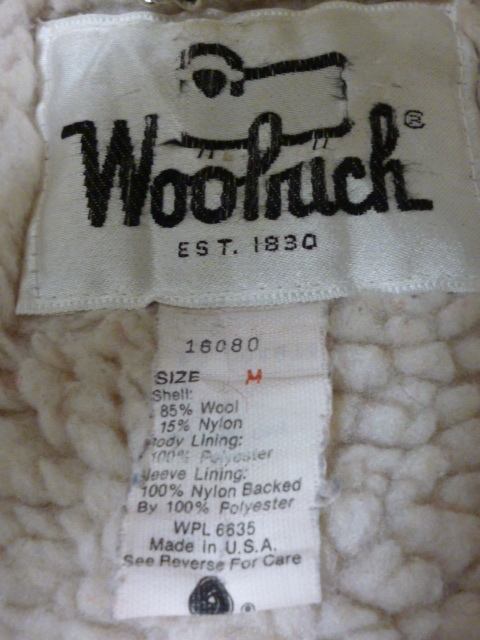 Woolrich®
EST. 1830
16080
SIZE M
Shell:
85% Wool
15% Nylon
Body Lining:
100% Polyester
Sleeve Lining:
100% Nylon Backed
By 100% Polyester
WPL 6635
Made in U.S.A.
See Reverse For Care
®